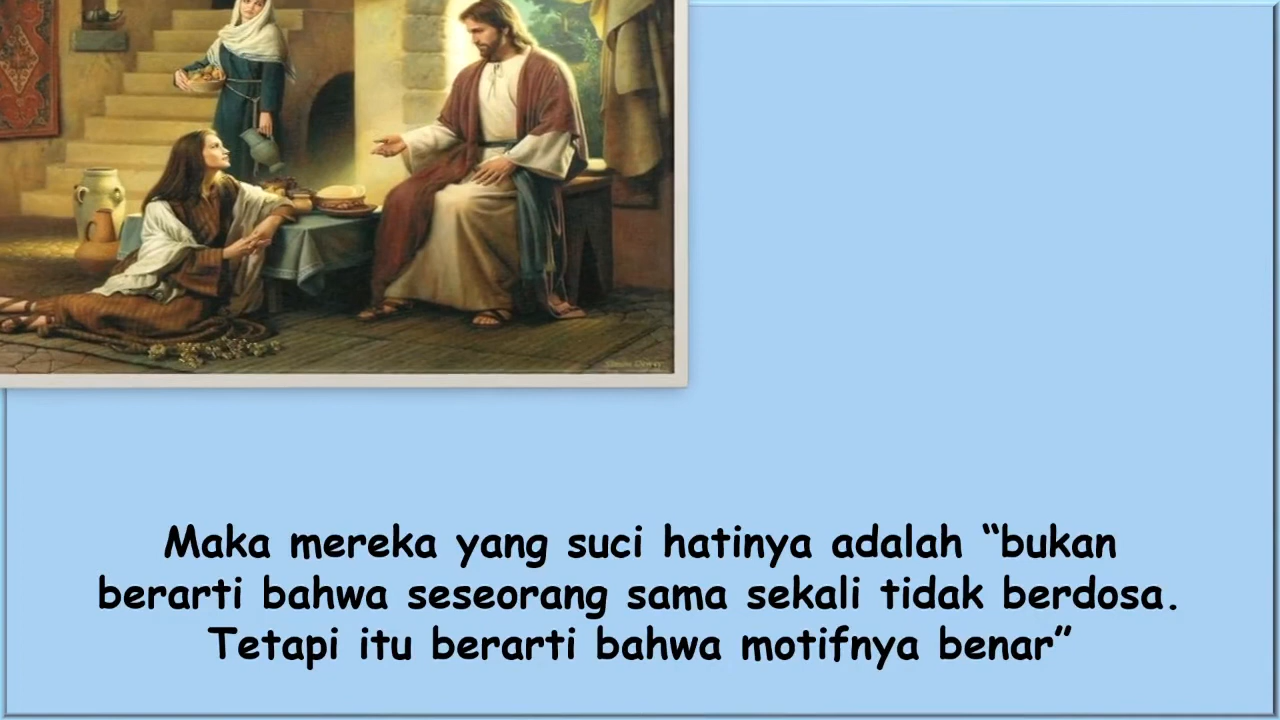 Maka mereka yang suci hatinya adalah “bukan
berarti bahwa seseorang sama sekali tidak berdosa.
Tetapi itu berarti bahwa motifnya benar”